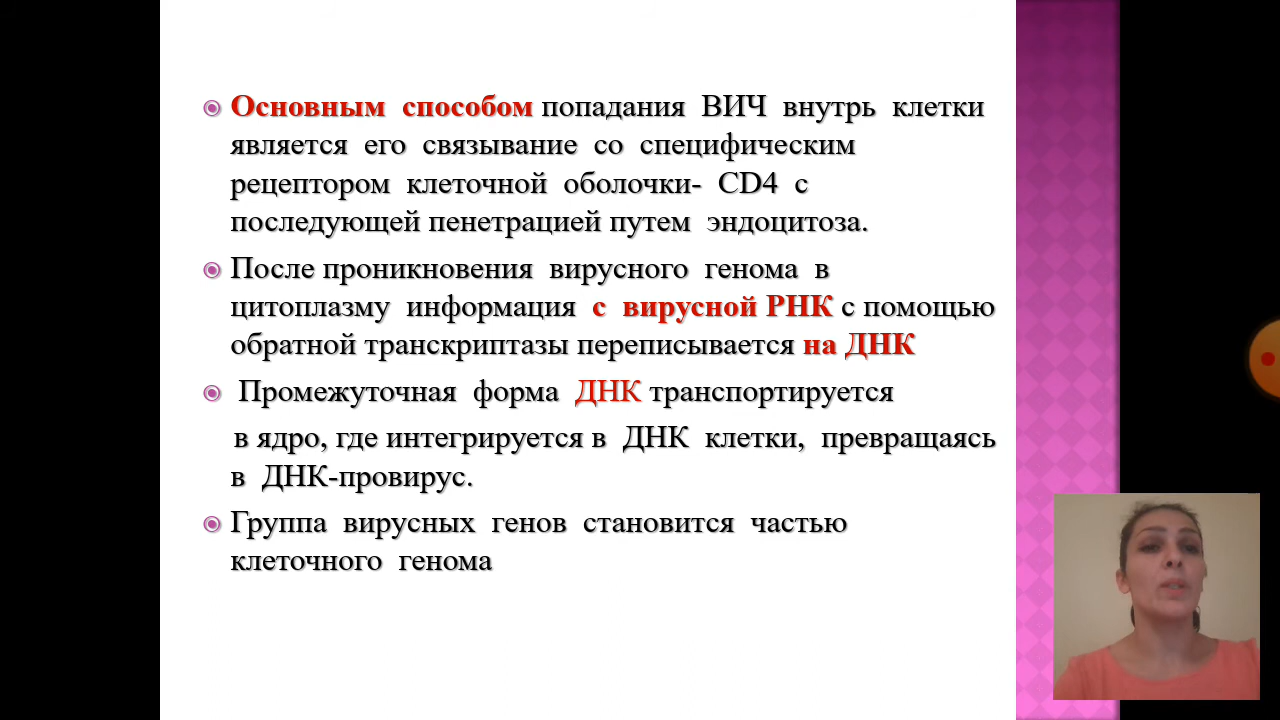 Основным способом попадания ВИЧ внутрь клетки
является его связывание со специфическим
рецептором клеточной оболочки- CD4 с
последующей пенетрацией путем эндоцитоза.
После проникновения вирусного генома в
цитоплазму информация с вирусной РНК с помощью
обратной транскриптазы переписывается на ДНК
Промежуточная форма ДНК транспортируется
в ядро, где интегрируется в ДНК клетки, превращаясь
в ДНК-провирус.
Группа вирусных генов становится частью
клеточного генома